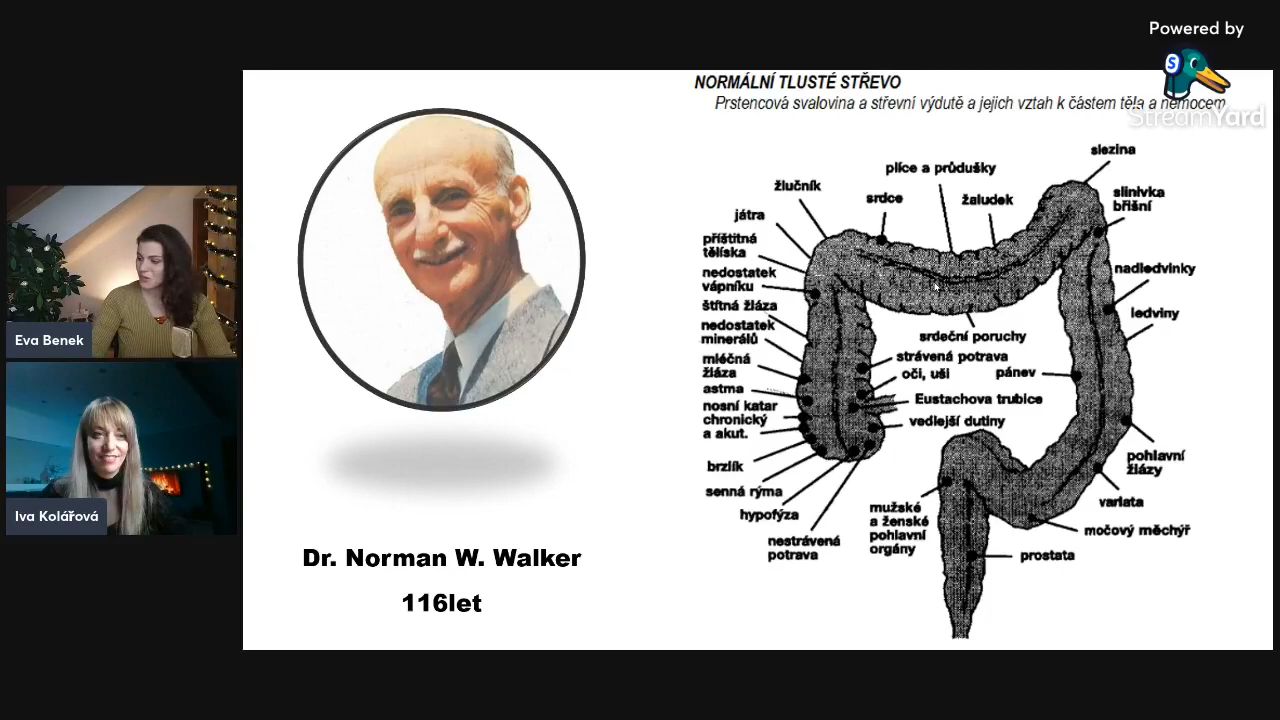 Powered by
StreamYard
NORMÁLNÍ TLUSTÉ STŘEVO
Prstencová svalovina a střevní výdutě a jejich vztah k částem těla a nemocem
slezina
plíce a průdušky
žlučník
srdce
žaludek
slinivka
břišní
játra
příštitná
tělíska
nedostatek
vápníku
nadledvinky
štítná žláza
ledviny
nedostatek
minerálů
srdeční poruchy
mléčná
žláza
strávená potrava
oči, uši
pánev
astma
Eustachova trubice
nosní katar
chronický
a akut.
vedlejší dutiny
brzlík
pohlavní
žlázy
senná rýma
varlata
hypofýza
mužské
a ženské
pohlavní
orgány
močový měchýř
nestrávená
potrava
prostata
Eva Benek
Iva Kolářová
Dr. Norman W. Walker
116let